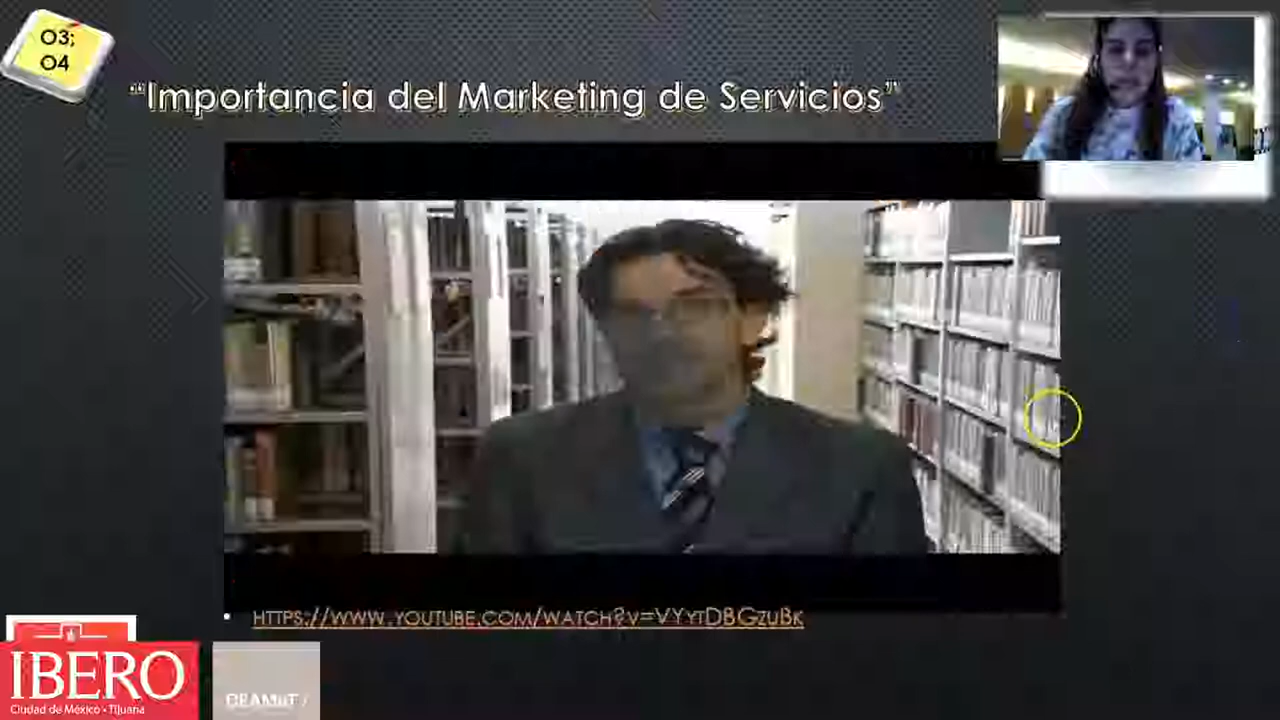 O3;
O4
“Importancia del Marketing de Servicios”
• HTTPS://WWW.YOUTUBE.COM/WATCH?V=VYYTDBGZUBK
IBERO
Ciudad de México • Tijuana